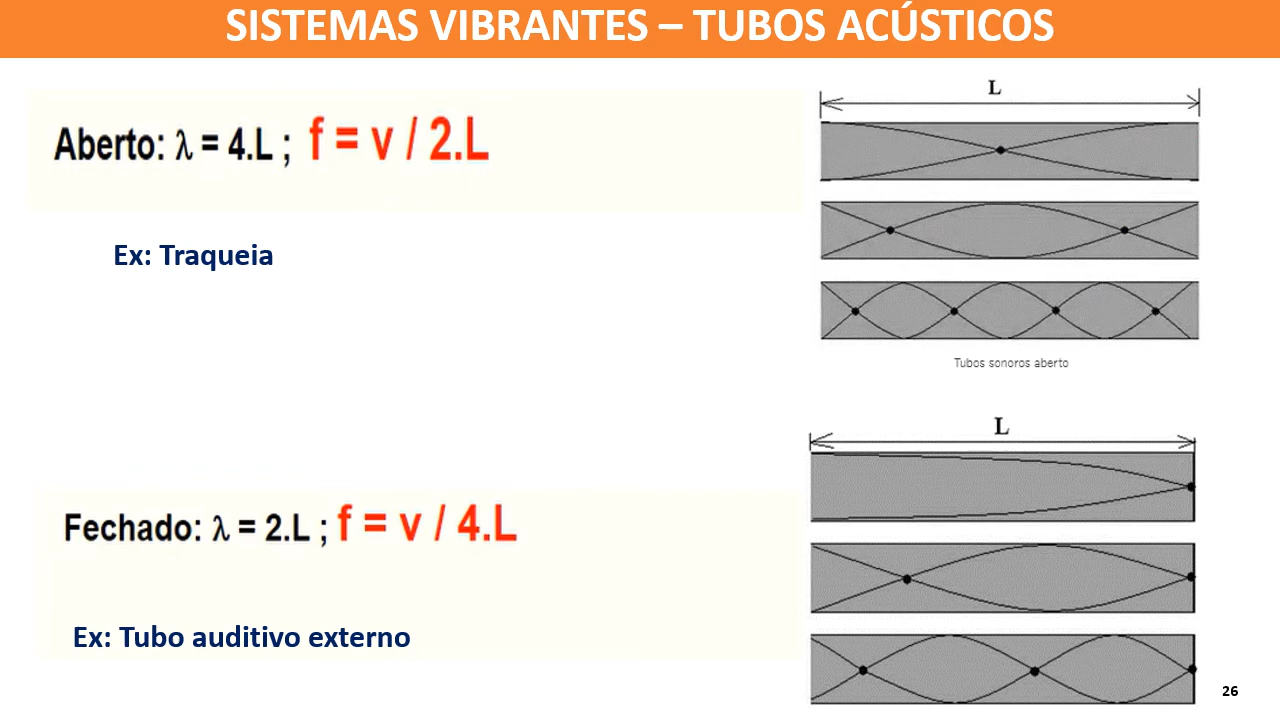 SISTEMAS VIBRANTES – TUBOS ACÚSTICOS
Aberto: λ = 4.L ; f = v / 2.L
Ex: Traqueia
L
Tubos sonoros aberto
L
Fechado: λ = 2.L ; f = v / 4.L
Ex: Tubo auditivo externo
26